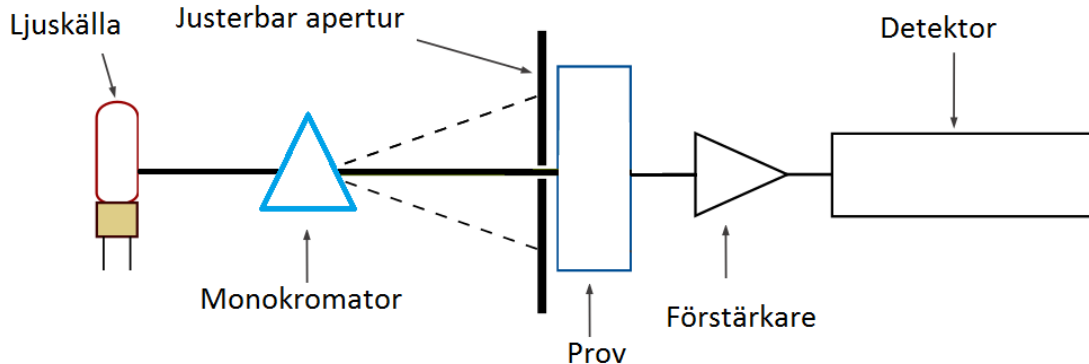 Ljuskälla
Justerbar apertur
Detektor
Monokromator
Förstärkare
Prov